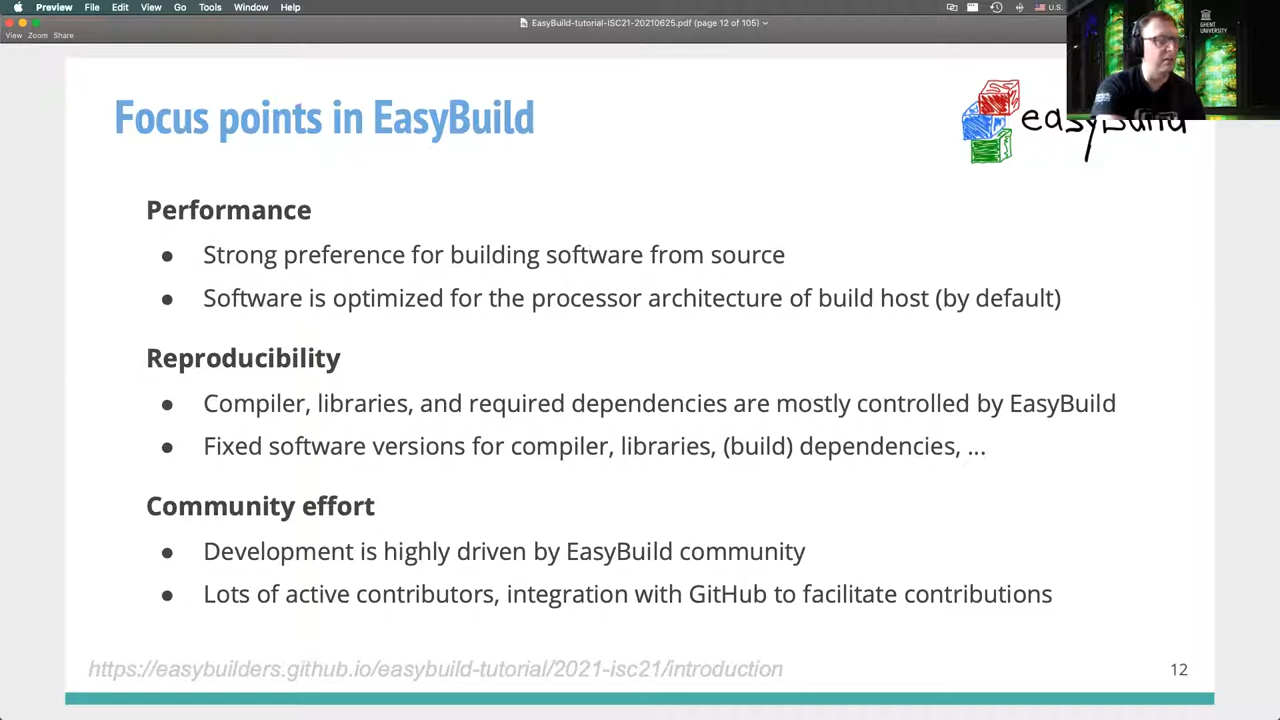 Preview File Edit View Go Tools Window Help
U.S.
EasyBuild-tutorial-ISC21-20210625.pdf (page 12 of 105)
View Zoom Share
GHENT
UNIVERSITY
Focus points in EasyBuild
easybuild
Performance
● Strong preference for building software from source
● Software is optimized for the processor architecture of build host (by default)
Reproducibility
● Compiler, libraries, and required dependencies are mostly controlled by EasyBuild
● Fixed software versions for compiler, libraries, (build) dependencies, ...
Community effort
● Development is highly driven by EasyBuild community
● Lots of active contributors, integration with GitHub to facilitate contributions
https://easybuilders.github.io/easybuild-tutorial/2021-isc21/introduction
12